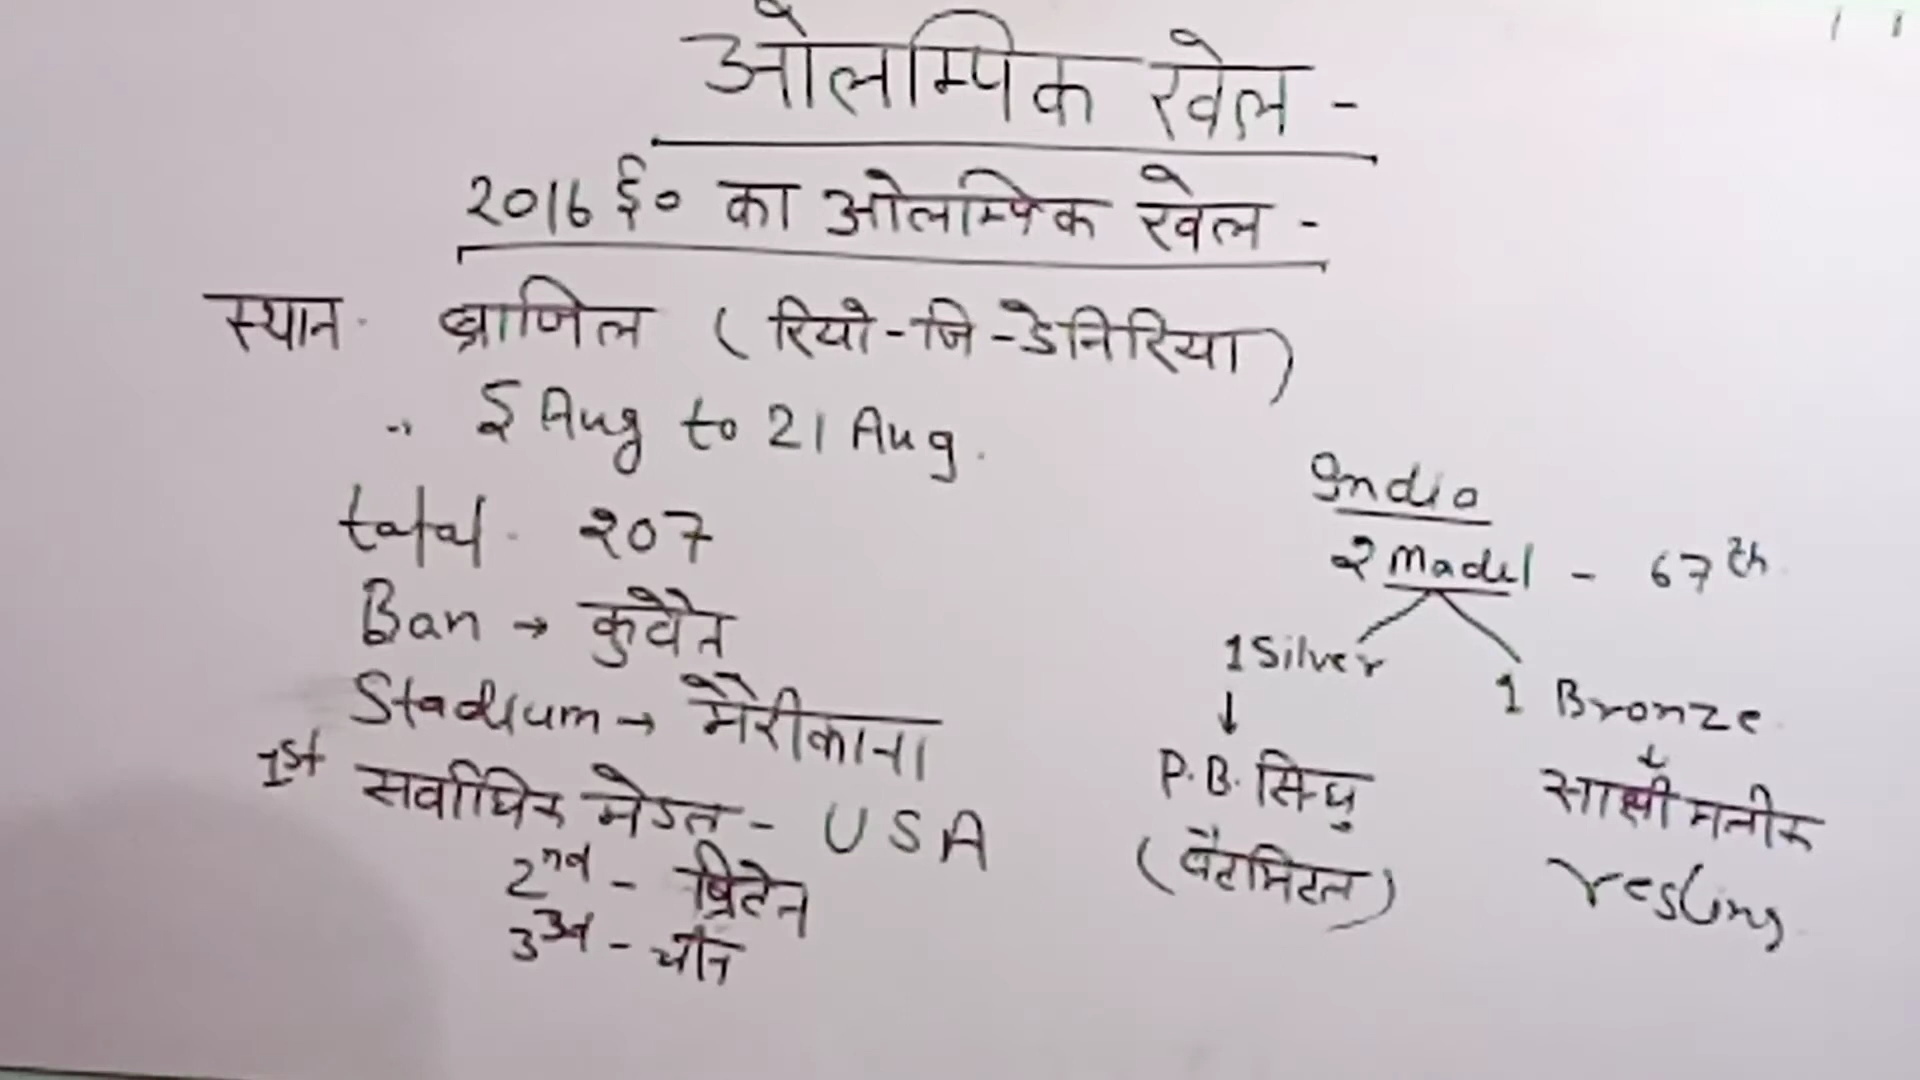 ओलम्पिक खेल -
2016 ई० का ओलम्पिक खेल -
स्थान. ब्राजिल ( रियो-जि-डेनिरिया)
5 Aug to 21 Aug.
total. 207
Ban → कुवैत
Stadium → मैरीकाना
1st सर्वाधिक मेडल - USA
2nd - ब्रिटेन
3rd - चीन
India
2 Madel - 67th
1 Silver
1 Bronze
↓
↓
P.B. सिन्धु
साक्षी मलीक
(बैटमिटन)
resling